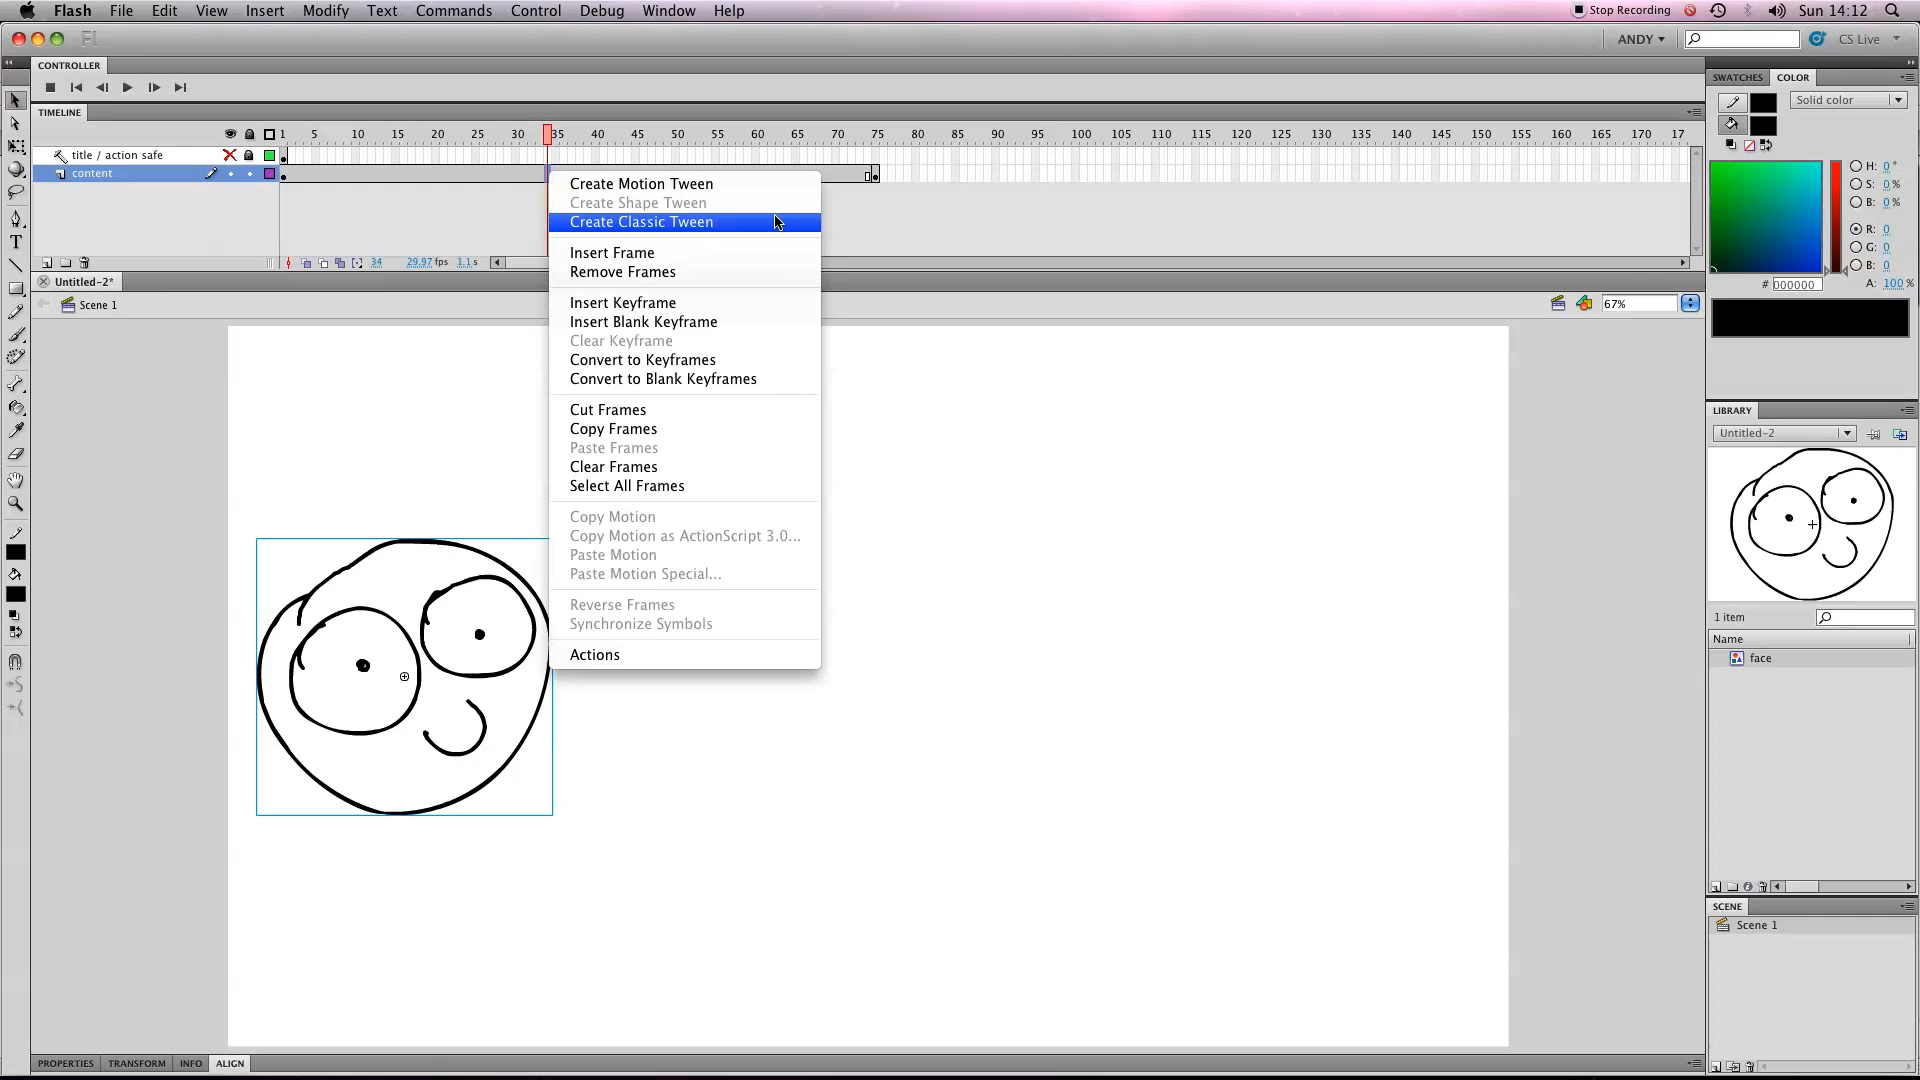 Flash File Edit View Insert Modify Text Commands Control Debug Window Help Stop Recording Sun 14:12
Fl ANDY CS Live
CONTROLLER
SWATCHES COLOR
Solid color
TIMELINE
1 5 10 15 20 25 30 35 40 45 50 55 60 65 70 75 80 85 90 95 100 105 110 115 120 125 130 135 140 145 150 155 160 165 170 17
title / action safe
content
34 29.97 fps 1.1 s
H: 0 °
S: 0 %
B: 0 %
R: 0
G: 0
B: 0
# 000000 A: 100 %
Create Motion Tween
Create Shape Tween
Create Classic Tween
Insert Frame
Remove Frames
Insert Keyframe
Insert Blank Keyframe
Clear Keyframe
Convert to Keyframes
Convert to Blank Keyframes
Cut Frames
Copy Frames
Paste Frames
Clear Frames
Select All Frames
Copy Motion
Copy Motion as ActionScript 3.0...
Paste Motion
Paste Motion Special...
Reverse Frames
Synchronize Symbols
Actions
Untitled-2*
Scene 1 67%
LIBRARY
Untitled-2
1 item
Name
face
SCENE
Scene 1
PROPERTIES TRANSFORM INFO ALIGN